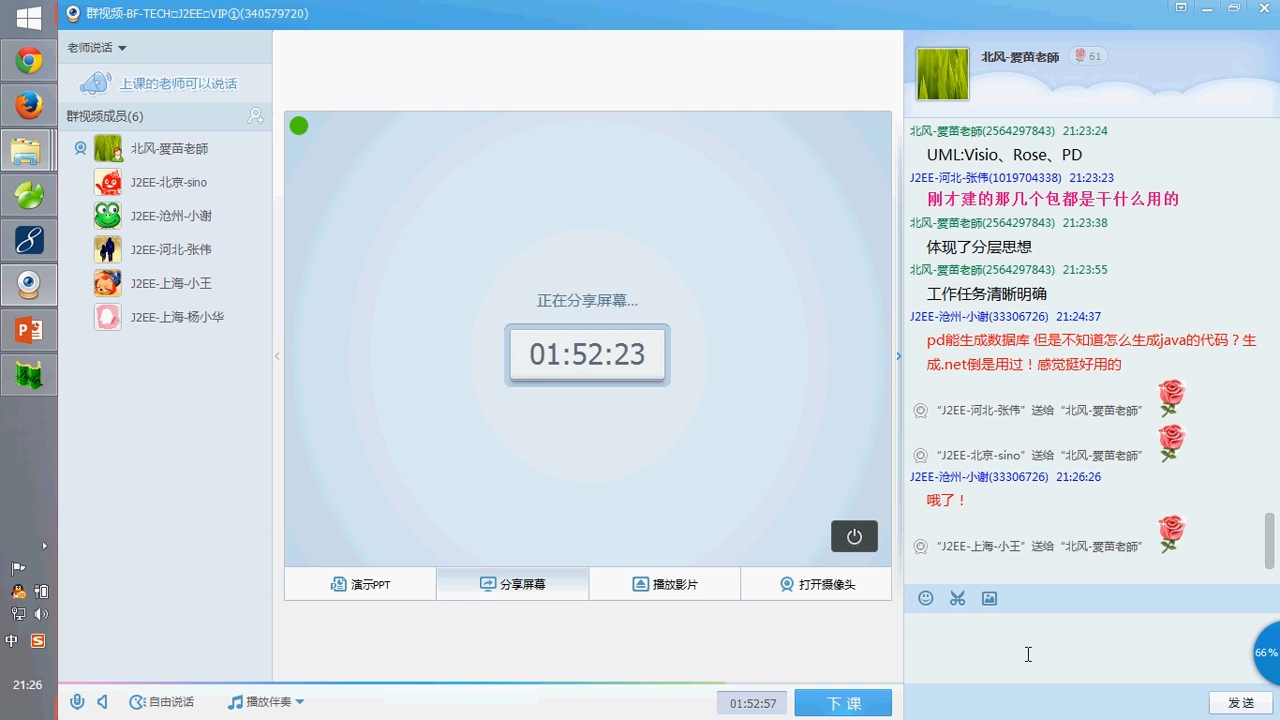 群视频-BF-TECH□J2EE□VIP①(340579720)
老师说话
上课的老师可以说话
群视频成员(6)
北风-愛苗老師
J2EE-北京-sino
J2EE-沧州-小谢
J2EE-河北-张伟
J2EE-上海-小王
J2EE-上海-杨小华
正在分享屏幕...
01:52:23
演示PPT
分享屏幕
播放影片
打开摄像头
自由说话
播放伴奏
01:52:57
下 课
北风-愛苗老師
61
北风-愛苗老師(2564297843) 21:23:24
UML:Visio、Rose、PD
J2EE-河北-张伟(1019704338) 21:23:23
刚才建的那几个包都是干什么用的
北风-愛苗老師(2564297843) 21:23:38
体现了分层思想
北风-愛苗老師(2564297843) 21:23:55
工作任务清晰明确
J2EE-沧州-小谢(33306726) 21:24:37
pd能生成数据库 但是不知道怎么生成java的代码？生
成.net倒是用过！感觉挺好用的
“J2EE-河北-张伟”送给“北风-愛苗老師”
“J2EE-北京-sino”送给“北风-愛苗老師”
J2EE-沧州-小谢(33306726) 21:26:26
哦了！
“J2EE-上海-小王”送给“北风-愛苗老師”
66%
发 送
中
21:26